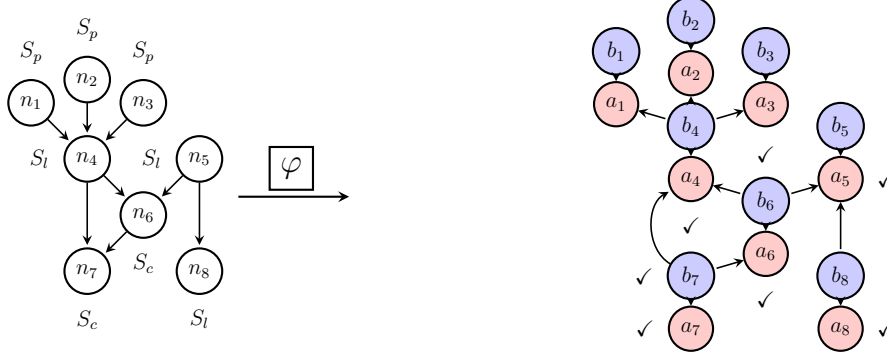 S_p
S_p
S_p
n_1
n_2
n_3
S_l
n_4
S_l
n_5
φ
n_6
S_c
n_7
n_8
S_c
S_l
b_2
b_1
b_3
a_2
a_1
a_3
b_4
b_5
✓
a_4
b_6
a_5
✓
✓
a_6
b_7
b_8
✓
✓
a_7
✓
a_8
✓